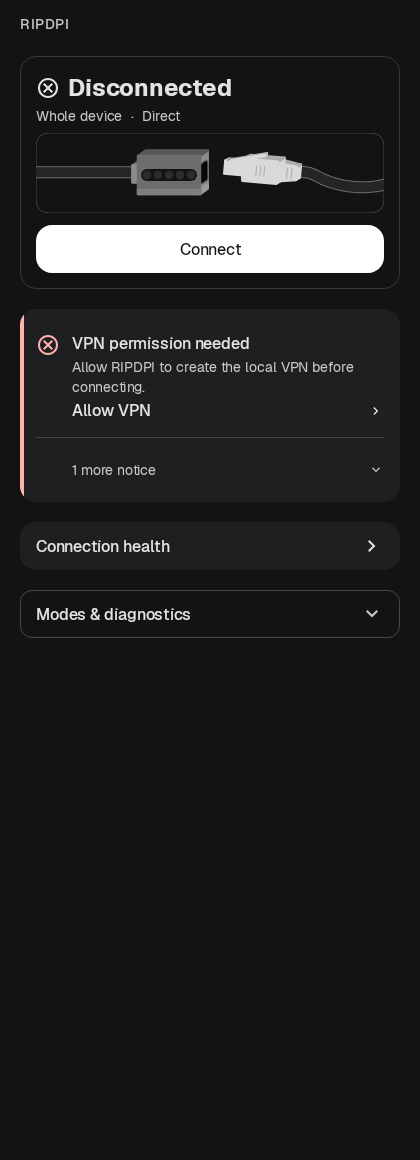 RIPDPI
Disconnected
Whole device · Direct
Connect
VPN permission needed
Allow RIPDPI to create the local VPN before
connecting.
Allow VPN
1 more notice
Connection health
Modes & diagnostics